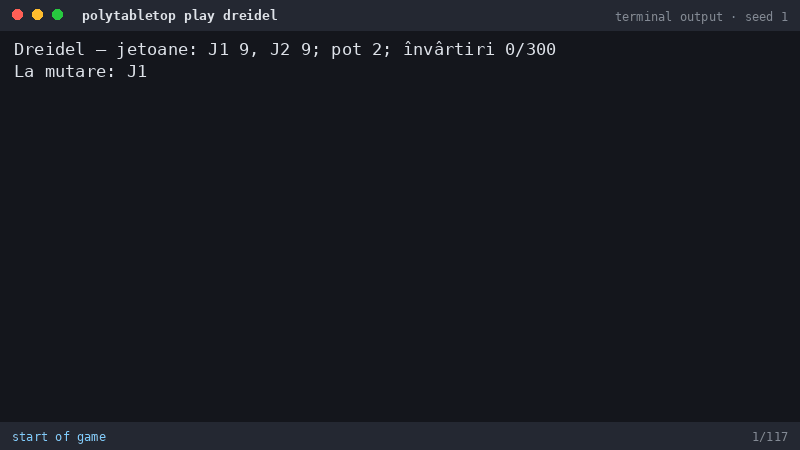 polytabletop play dreidel
terminal output · seed 1
Dreidel — jetoane: J1 9, J2 9; pot 2; învârtiri 0/300
La mutare: J1
start of game
1/117